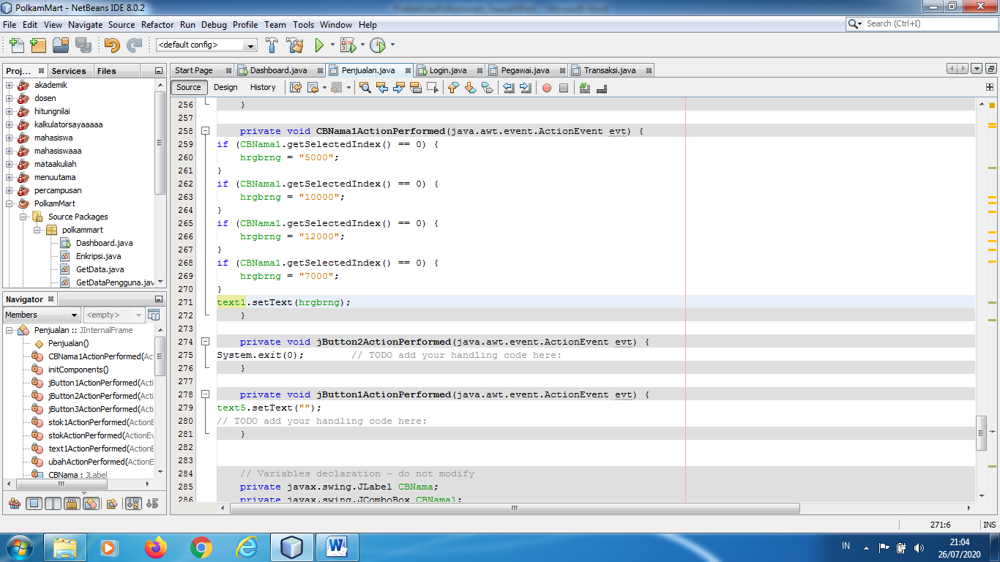 PolkamMart - NetBeans IDE 8.0.2
File Edit View Navigate Source Refactor Run Debug Profile Team Tools Window Help
Search (Ctrl+I)
<default config>
Proj... Services Files
Start Page Dashboard.java Penjualan.java Login.java Pegawai.java Transaksi.java
Source Design History
akademik
dosen
hitungnilai
kalkulatorsayaaaaa
mahasiswa
mahasiswaaa
mataakuliah
menuutama
percampusan
PolkamMart
Source Packages
polkammart
Dashboard.java
Enkripsi.java
GetData.java
GetDataPengguna.jav
Navigator
Members <empty>
Penjualan :: JInternalFrame
Penjualan()
CBNama1ActionPerformed(Ac
initComponents()
jButton1ActionPerformed(Acti
jButton2ActionPerformed(Acti
jButton3ActionPerformed(Acti
stok1ActionPerformed(ActionE
stokActionPerformed(ActionEv
text1ActionPerformed(ActionE
ubahActionPerformed(ActionE
CBNama : JLabel
256 }
257
258 private void CBNama1ActionPerformed(java.awt.event.ActionEvent evt) {
259 if (CBNama1.getSelectedIndex() == 0) {
260 hrgbrng = "5000";
261 }
262 if (CBNama1.getSelectedIndex() == 0) {
263 hrgbrng = "10000";
264 }
265 if (CBNama1.getSelectedIndex() == 0) {
266 hrgbrng = "12000";
267 }
268 if (CBNama1.getSelectedIndex() == 0) {
269 hrgbrng = "7000";
270 }
271 text1.setText(hrgbrng);
272 }
273
274 private void jButton2ActionPerformed(java.awt.event.ActionEvent evt) {
275 System.exit(0); // TODO add your handling code here:
276 }
277
278 private void jButton1ActionPerformed(java.awt.event.ActionEvent evt) {
279 text5.setText("");
280 // TODO add your handling code here:
281 }
282
283
284 // Variables declaration - do not modify
285 private javax.swing.JLabel CBNama;
286 private javax.swing.JComboBox CBNama1;
271:6 INS
IN
21:04
26/07/2020